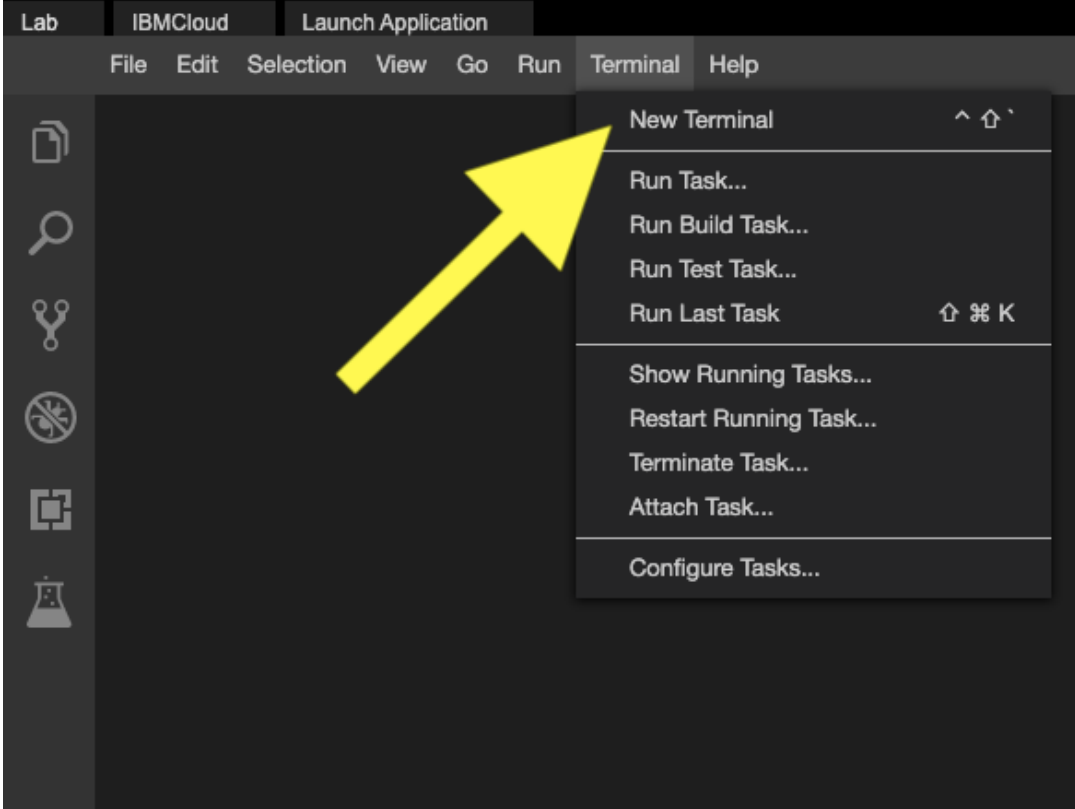 Lab IBMCloud Launch Application
File Edit Selection View Go Run Terminal Help
New Terminal ^ ⇧ `
Run Task...
Run Build Task...
Run Test Task...
Run Last Task ⇧ ⌘ K
Show Running Tasks...
Restart Running Task...
Terminate Task...
Attach Task...
Configure Tasks...